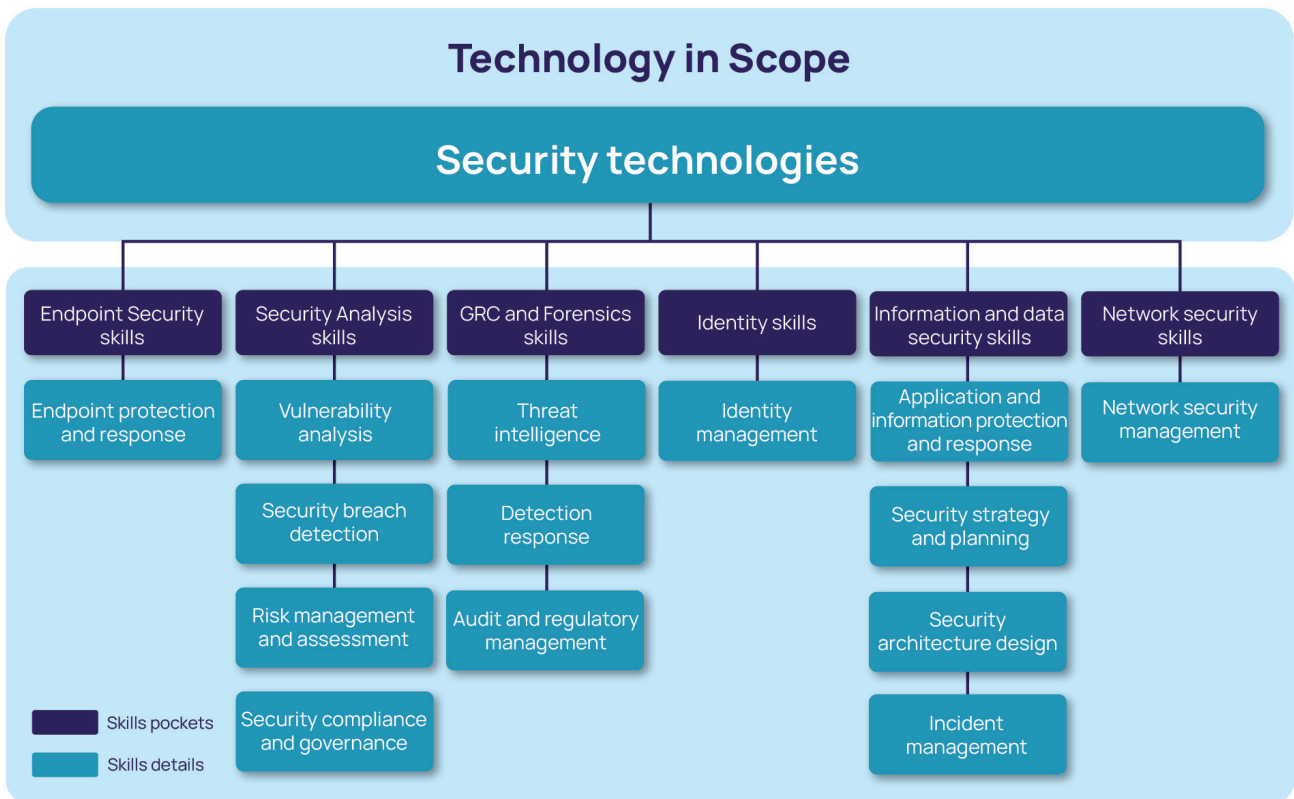 Technology in Scope
Security technologies
Endpoint Security
skills
Endpoint protection
and response
Security Analysis
skills
Vulnerability
analysis
Security breach
detection
Risk management
and assessment
Security compliance
and governance
GRC and Forensics
skills
Threat
intelligence
Detection
response
Audit and regulatory
management
Identity skills
Identity
management
Information and data
security skills
Application and
information protection
and response
Security strategy
and planning
Security
architecture design
Incident
management
Network security
skills
Network security
management
Skills pockets
Skills details